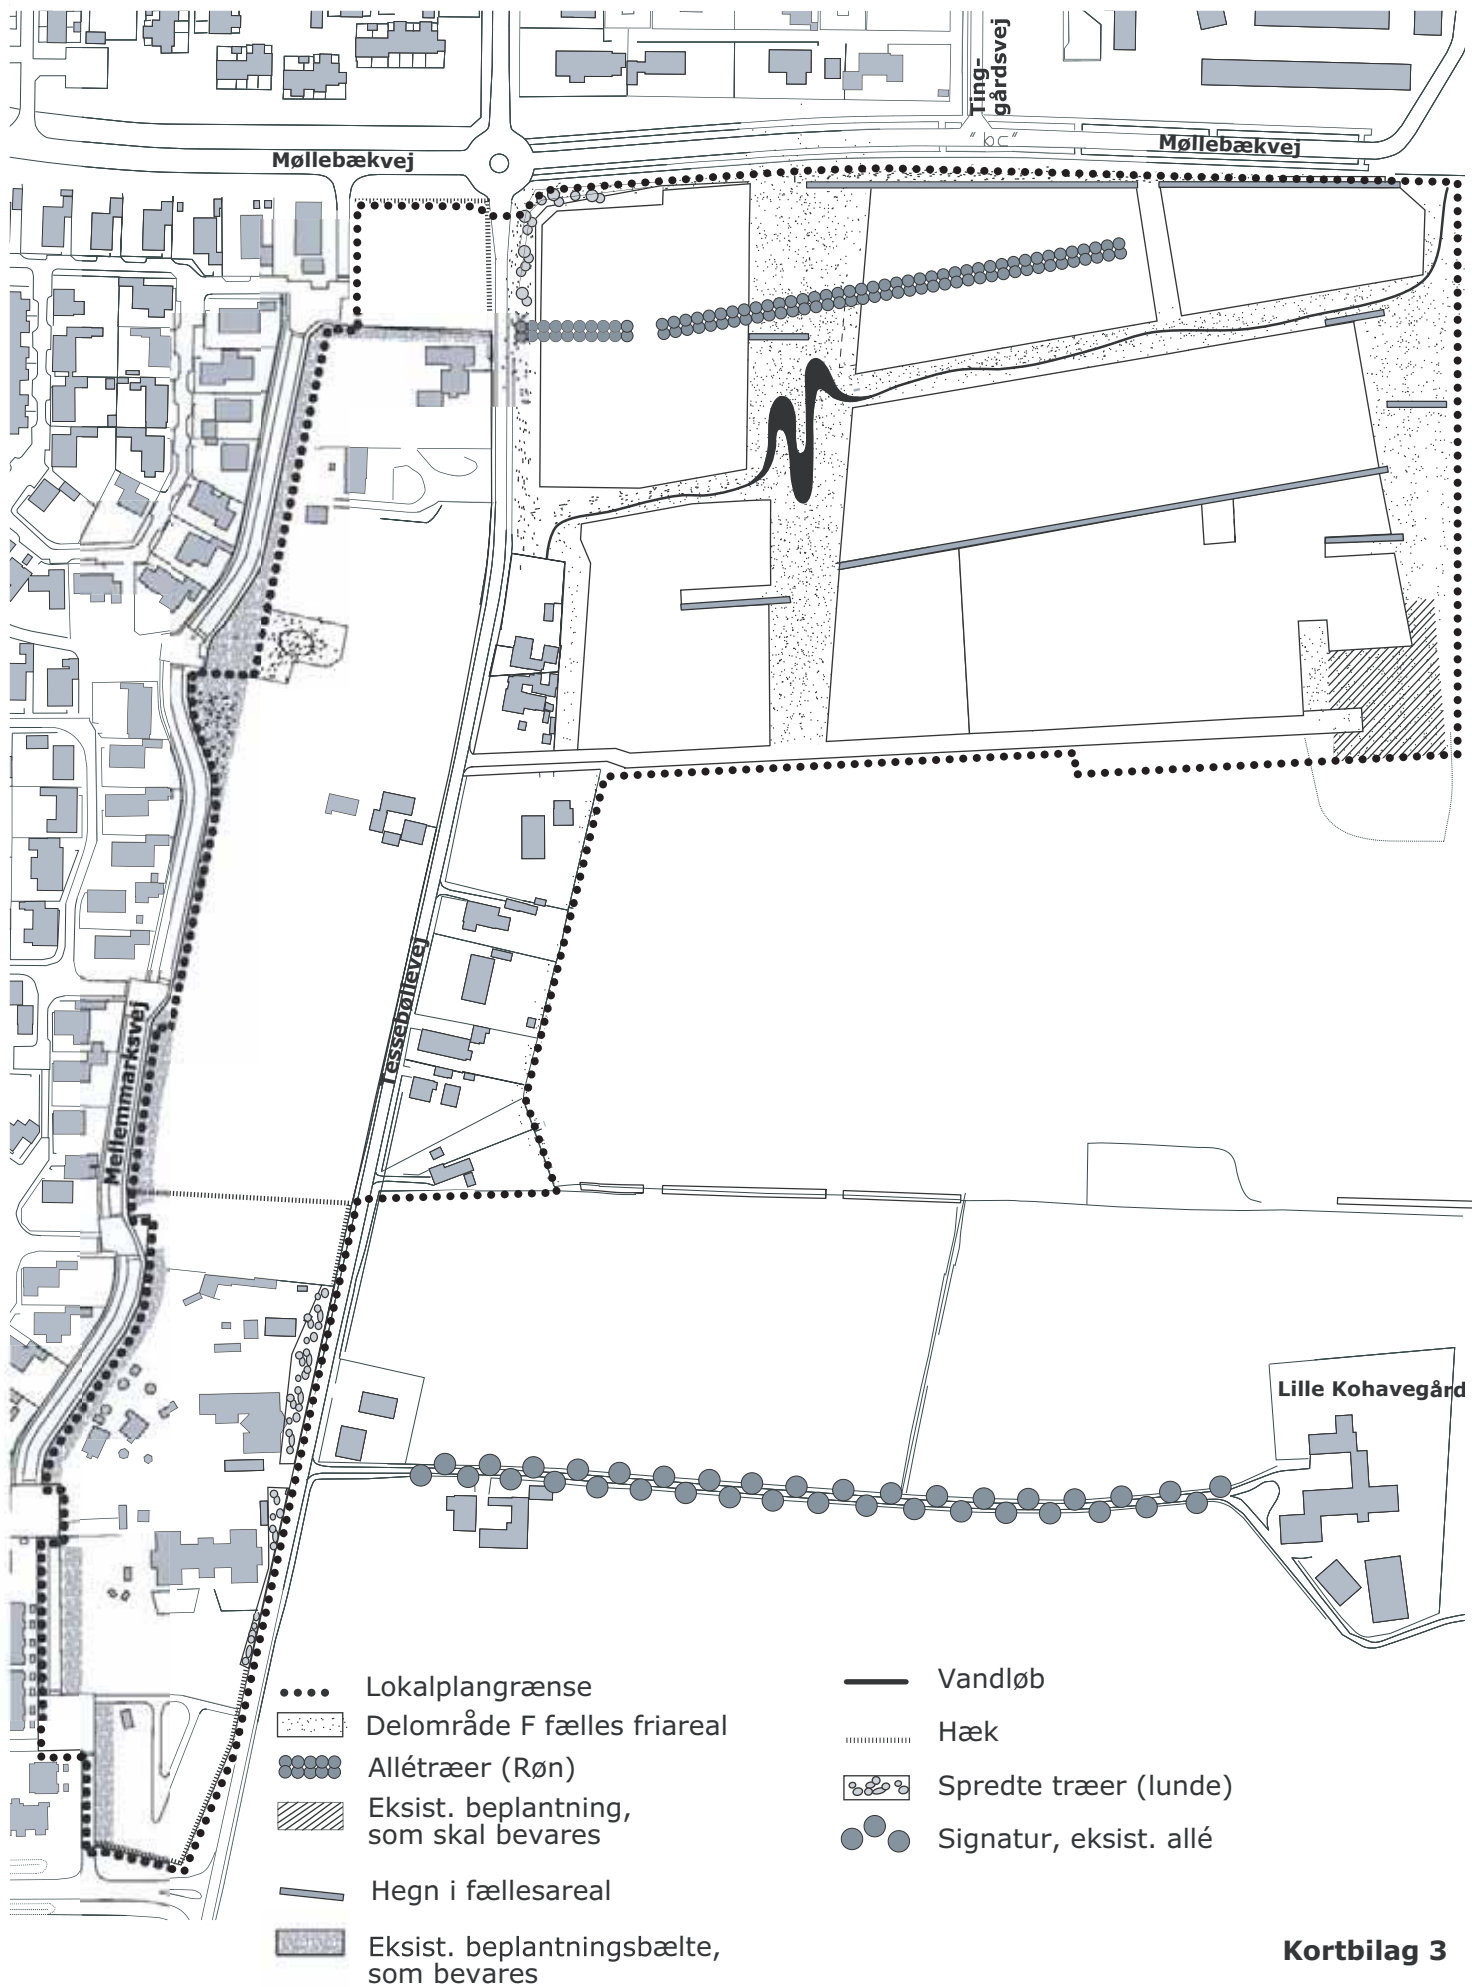 Ting-
gårdsvej
Møllebækvej
Møllebækvej
Tessebøllevej
Mellemmarksvej
Lille Kohavegård
Lokalplangrænse
Delområde F fælles friareal
Allétræer (Røn)
Eksist. beplantning,
som skal bevares
Hegn i fællesareal
Eksist. beplantningsbælte,
som bevares
Vandløb
Hæk
Spredte træer (lunde)
Signatur, eksist. allé
Kortbilag 3